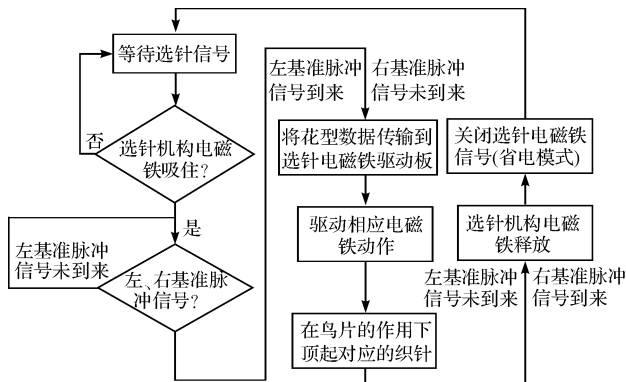 等待选针信号
否
选针机构电磁
铁吸住?
是
左基准脉冲
信号未到来
左、右基准脉
冲信号?
左基准脉冲
信号到来
右基准脉冲
信号未到来
将花型数据传输到
选针电磁铁驱动板
驱动相应电磁
铁动作
在鸟片的作用下
顶起对应的织针
左基准脉冲
信号未到来
右基准脉冲
信号到来
选针机构电磁
铁释放
关闭选针电磁铁
信号(省电模式)